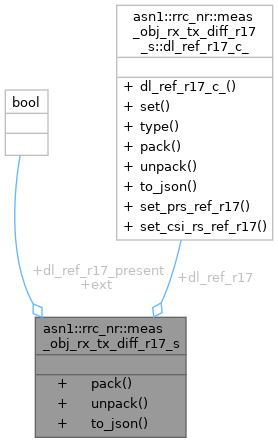 asn1::rrc_nr::meas
_obj_rx_tx_diff_r17
_s::dl_ref_r17_c_
+ dl_ref_r17_c_()
+ set()
+ type()
+ pack()
+ unpack()
+ to_json()
+ set_prs_ref_r17()
+ set_csi_rs_ref_r17()
bool
+dl_ref_r17_present
+ext
+dl_ref_r17
asn1::rrc_nr::meas
_obj_rx_tx_diff_r17_s
+ pack()
+ unpack()
+ to_json()